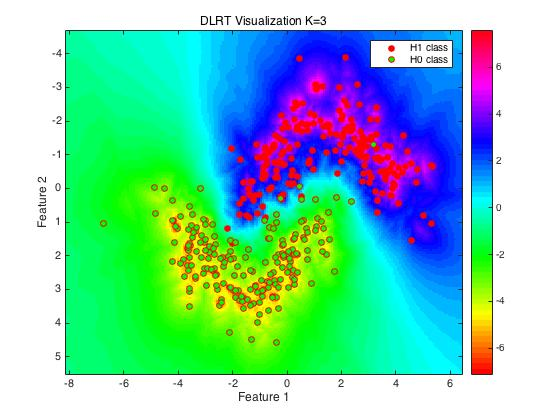 DLRT Visualization K=3
H1 class
H0 class
-4
-3
-2
-1
0
1
2
3
4
5
Feature 2
-8 -6 -4 -2 0 2 4 6
Feature 1
6
4
2
0
-2
-4
-6